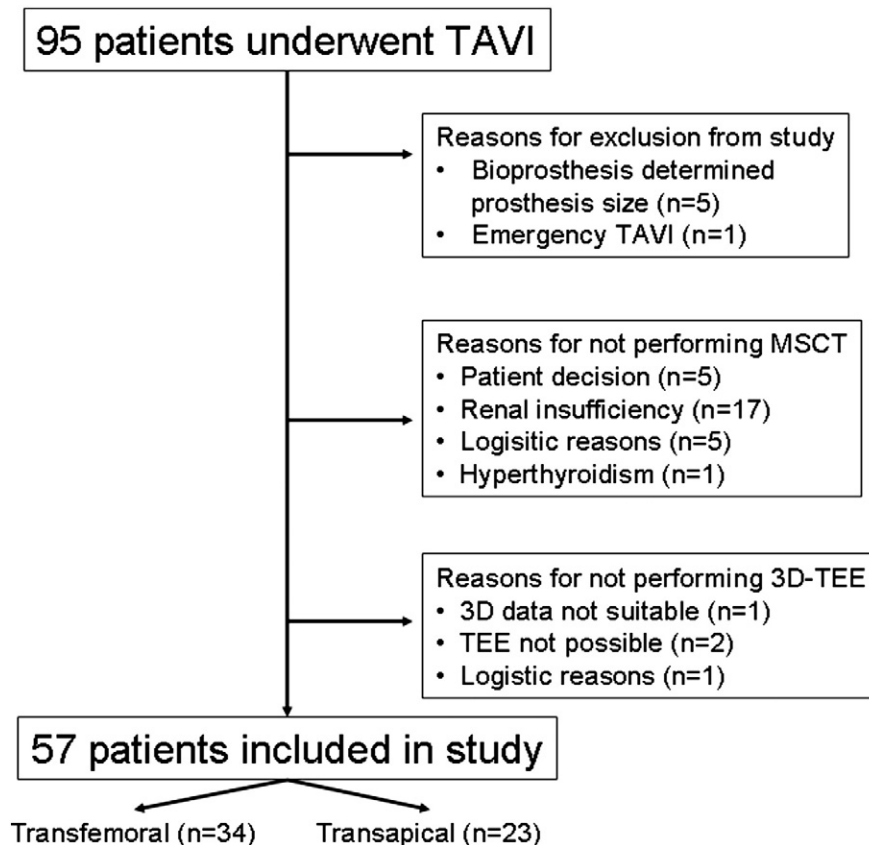 95 patients underwent TAVI
Reasons for exclusion from study
• Bioprosthesis determined
prosthesis size (n=5)
• Emergency TAVI (n=1)
Reasons for not performing MSCT
• Patient decision (n=5)
• Renal insufficiency (n=17)
• Logisitic reasons (n=5)
• Hyperthyroidism (n=1)
Reasons for not performing 3D-TEE
• 3D data not suitable (n=1)
• TEE not possible (n=2)
• Logistic reasons (n=1)
57 patients included in study
Transfemoral (n=34) Transapical (n=23)